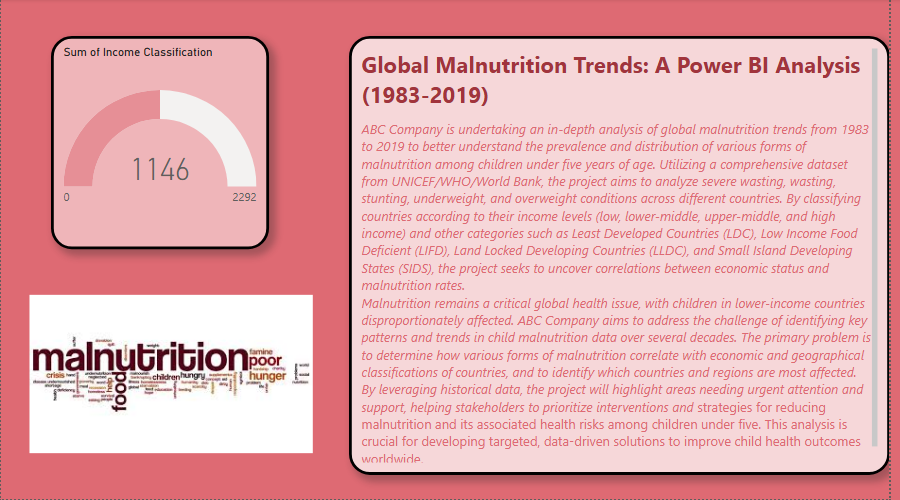 Sum of Income Classification
1146
0
2292
malnutrition
food
famine
poor
hunger
crisis
children
hungry
Global Malnutrition Trends: A Power BI Analysis
(1983-2019)
ABC Company is undertaking an in-depth analysis of global malnutrition trends from 1983
to 2019 to better understand the prevalence and distribution of various forms of
malnutrition among children under five years of age. Utilizing a comprehensive dataset
from UNICEF/WHO/World Bank, the project aims to analyze severe wasting, wasting,
stunting, underweight, and overweight conditions across different countries. By classifying
countries according to their income levels (low, lower-middle, upper-middle, and high
income) and other categories such as Least Developed Countries (LDC), Low Income Food
Deficient (LIFD), Land Locked Developing Countries (LLDC), and Small Island Developing
States (SIDS), the project seeks to uncover correlations between economic status and
malnutrition rates.
Malnutrition remains a critical global health issue, with children in lower-income countries
disproportionately affected. ABC Company aims to address the challenge of identifying key
patterns and trends in child malnutrition data over several decades. The primary problem is
to determine how various forms of malnutrition correlate with economic and geographical
classifications of countries, and to identify which countries and regions are most affected.
By leveraging historical data, the project will highlight areas needing urgent attention and
support, helping stakeholders to prioritize interventions and strategies for reducing
malnutrition and its associated health risks among children under five. This analysis is
crucial for developing targeted, data-driven solutions to improve child health outcomes
worldwide.